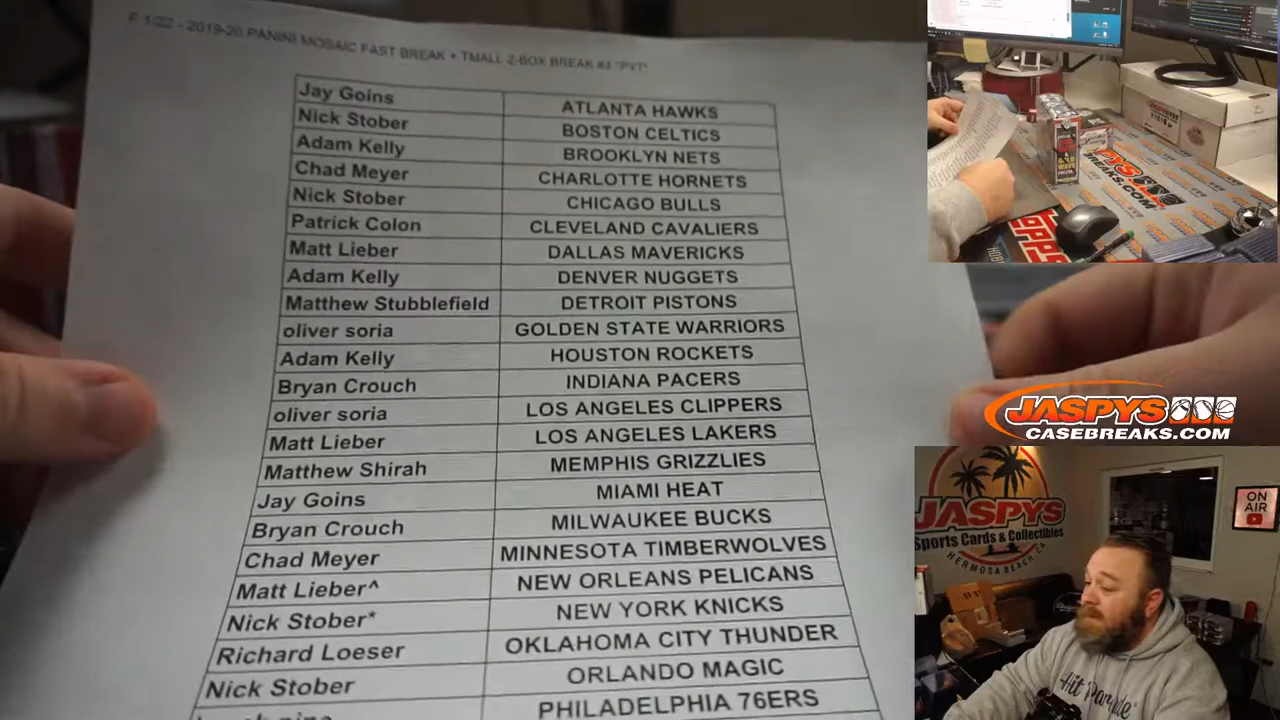 F 1/22 - 2019-20 PANINI MOSAIC FAST BREAK + TMALL 2-BOX BREAK #3 "PVT"
Jay Goins ATLANTA HAWKS
Nick Stober BOSTON CELTICS
Adam Kelly BROOKLYN NETS
Chad Meyer CHARLOTTE HORNETS
Nick Stober CHICAGO BULLS
Patrick Colon CLEVELAND CAVALIERS
Matt Lieber DALLAS MAVERICKS
Adam Kelly DENVER NUGGETS
Matthew Stubblefield DETROIT PISTONS
oliver soria GOLDEN STATE WARRIORS
Adam Kelly HOUSTON ROCKETS
Bryan Crouch INDIANA PACERS
oliver soria LOS ANGELES CLIPPERS
Matt Lieber LOS ANGELES LAKERS
Matthew Shirah MEMPHIS GRIZZLIES
Jay Goins MIAMI HEAT
Bryan Crouch MILWAUKEE BUCKS
Chad Meyer MINNESOTA TIMBERWOLVES
Matt Lieber^ NEW ORLEANS PELICANS
Nick Stober* NEW YORK KNICKS
Richard Loeser OKLAHOMA CITY THUNDER
Nick Stober ORLANDO MAGIC
PHILADELPHIA 76ERS
JASPYS
CASEBREAKS.COM
JASPYS
Sports Cards & Collectibles
HERMOSA BEACH, CA
ON
AIR
Hit Parade